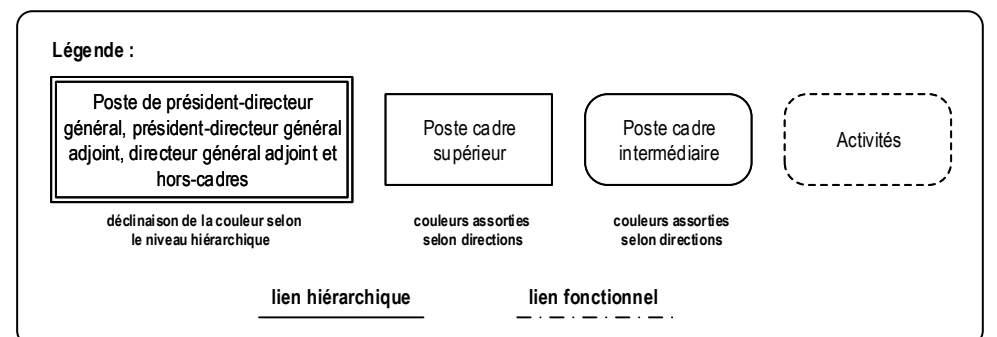 Légende :
Poste de président-directeur
général, président-directeur général
adjoint, directeur général adjoint et
hors-cadres
Poste cadre
supérieur
Poste cadre
intermédiaire
Activités
déclinaison de la couleur selon
le niveau hiérarchique
couleurs assorties
selon directions
couleurs assorties
selon directions
lien hiérarchique
lien fonctionnel